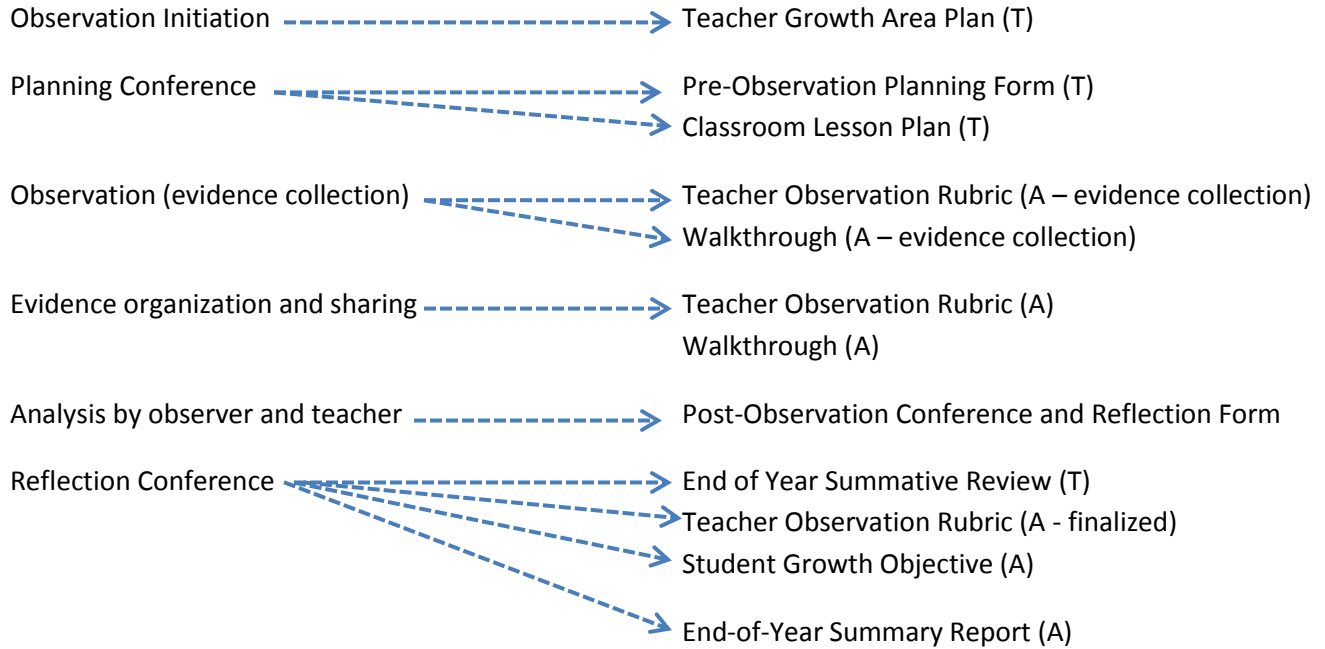 Observation Initiation Teacher Growth Area Plan (T)
Planning Conference Pre-Observation Planning Form (T)
Classroom Lesson Plan (T)
Observation (evidence collection) Teacher Observation Rubric (A – evidence collection)
Walkthrough (A – evidence collection)
Evidence organization and sharing Teacher Observation Rubric (A)
Walkthrough (A)
Analysis by observer and teacher Post-Observation Conference and Reflection Form
Reflection Conference End of Year Summative Review (T)
Teacher Observation Rubric (A - finalized)
Student Growth Objective (A)
End-of-Year Summary Report (A)